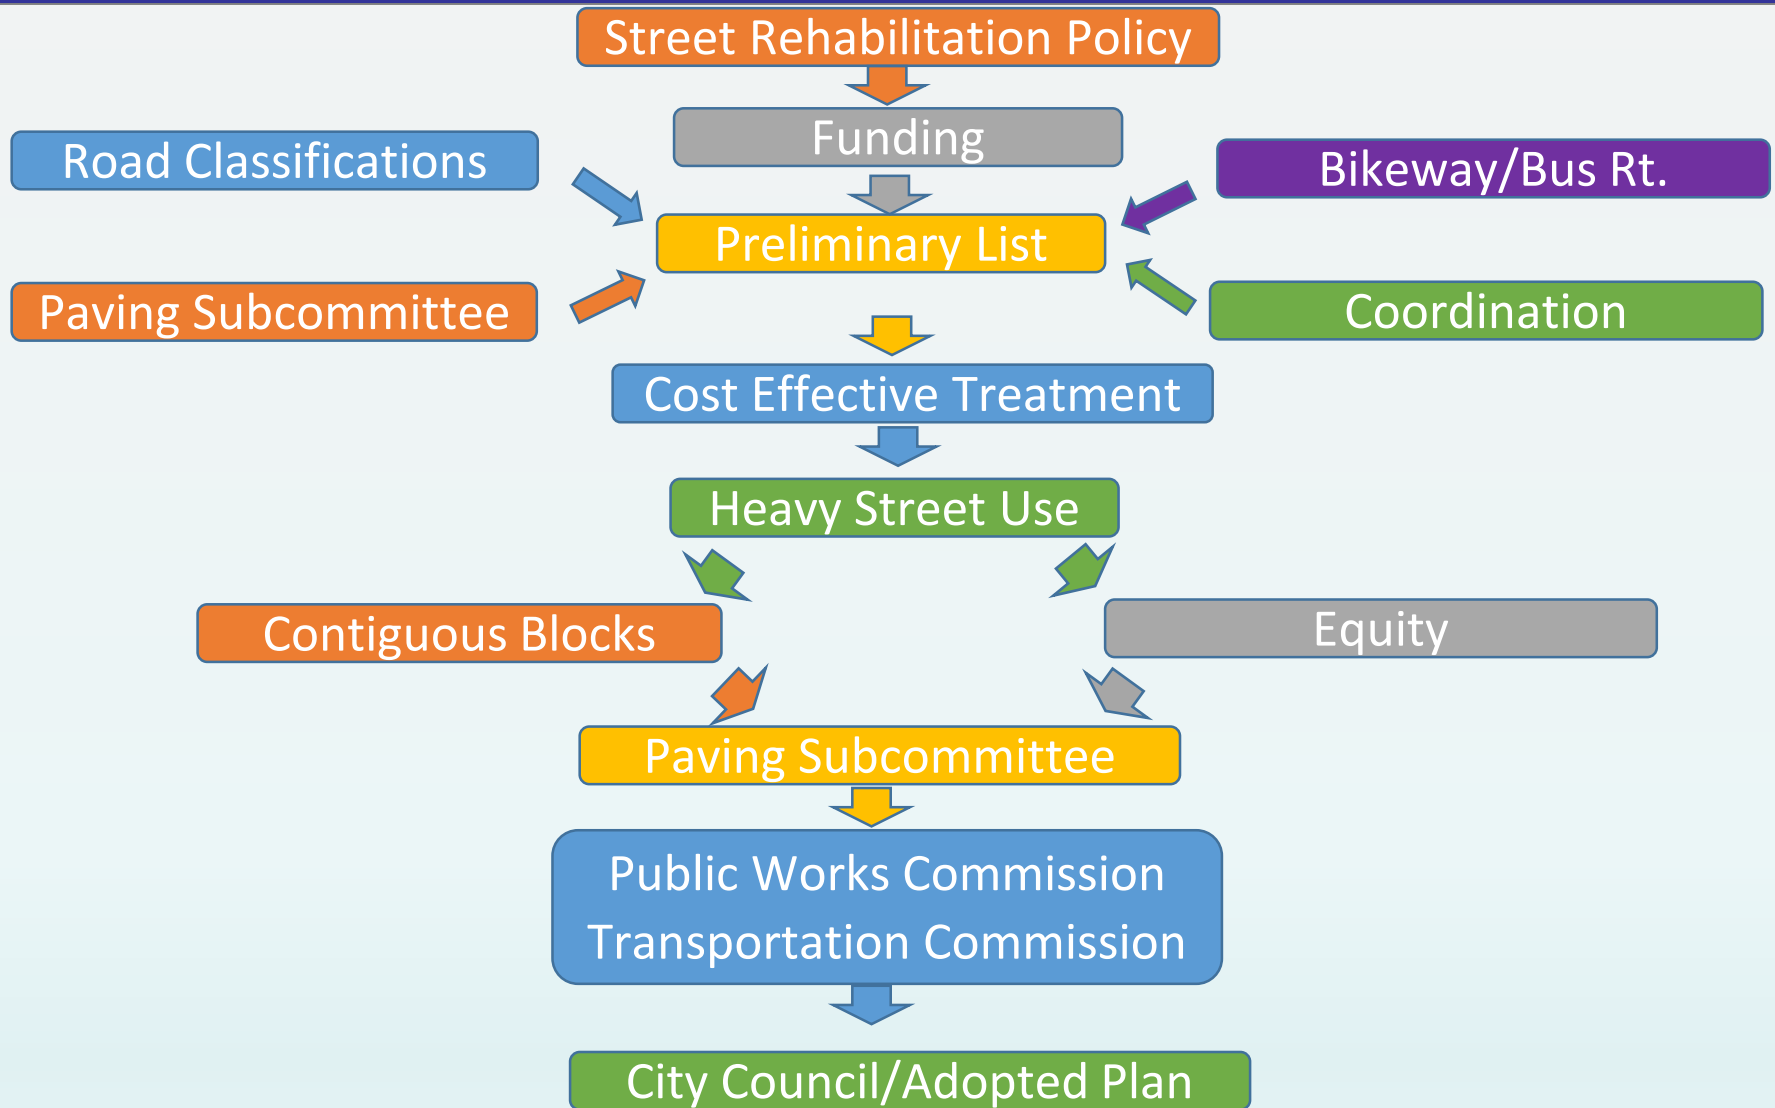 Street Rehabilitation Policy
Funding
Road Classifications
Bikeway/Bus Rt.
Preliminary List
Paving Subcommittee
Coordination
Cost Effective Treatment
Heavy Street Use
Contiguous Blocks
Equity
Paving Subcommittee
Public Works Commission
Transportation Commission
City Council/Adopted Plan